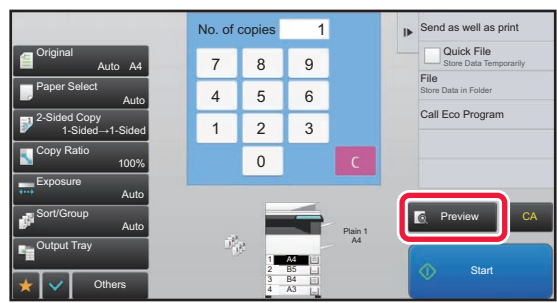 No. of copies 1
Original
Auto A4
Paper Select
Auto
2-Sided Copy
1-Sided→1-Sided
Copy Ratio
100%
Exposure
Auto
Sort/Group
Auto
Output Tray
Others
7 8 9
4 5 6
1 2 3
0 C
Plain 1
A4
1 A4
2 B5
3 B4
4 A3
Send as well as print
Quick File
Store Data Temporarily
File
Store Data in Folder
Call Eco Program
Preview CA
Start